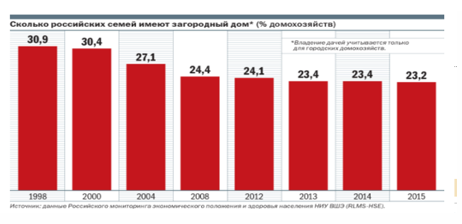 Сколько российских семей имеют загородный дом* (% домохозяйств)
*Владение дачей учитывается только
для городских домохозяйств.
30,9 30,4 27,1 24,4 24,1 23,4 23,4 23,2
1998 2000 2004 2008 2012 2013 2014 2015
Источник: данные Российского мониторинга экономического положения и здоровья населения НИУ ВШЭ (RLMS-HSE).